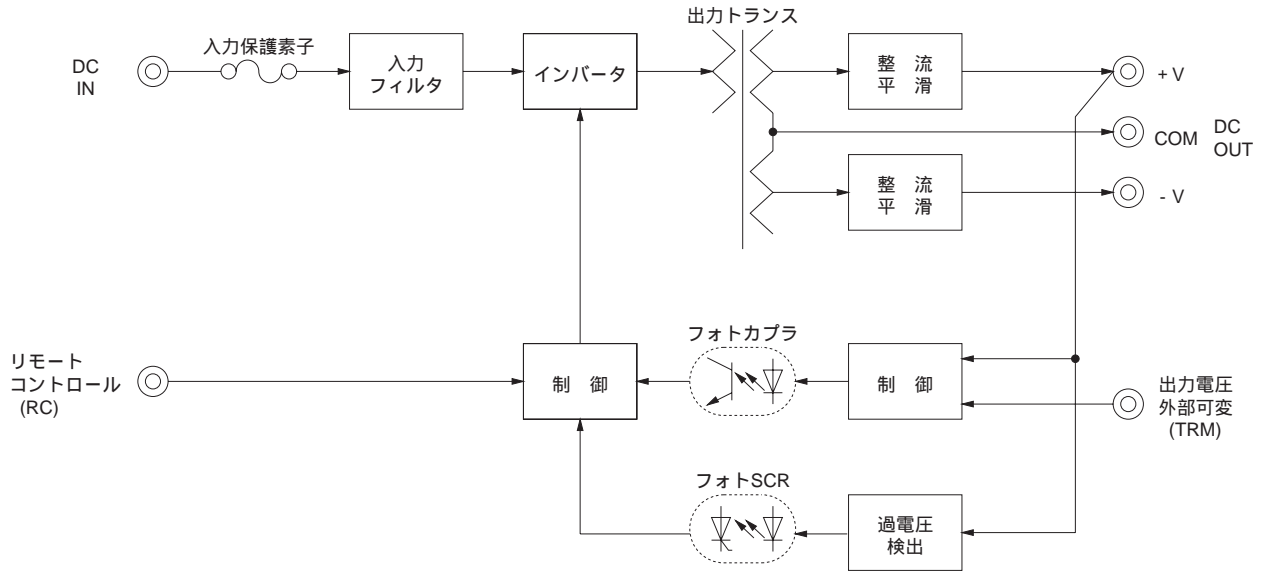 出力トランス
入力保護素子
DC
IN
入力
フィルタ
インバータ
整 流
平 滑
+V
COM
DC
OUT
整 流
平 滑
- V
リモート
コントロール
(RC)
制 御
フォトカプラ
制 御
出力電圧
外部可変
(TRM)
フォトSCR
過電圧
検出